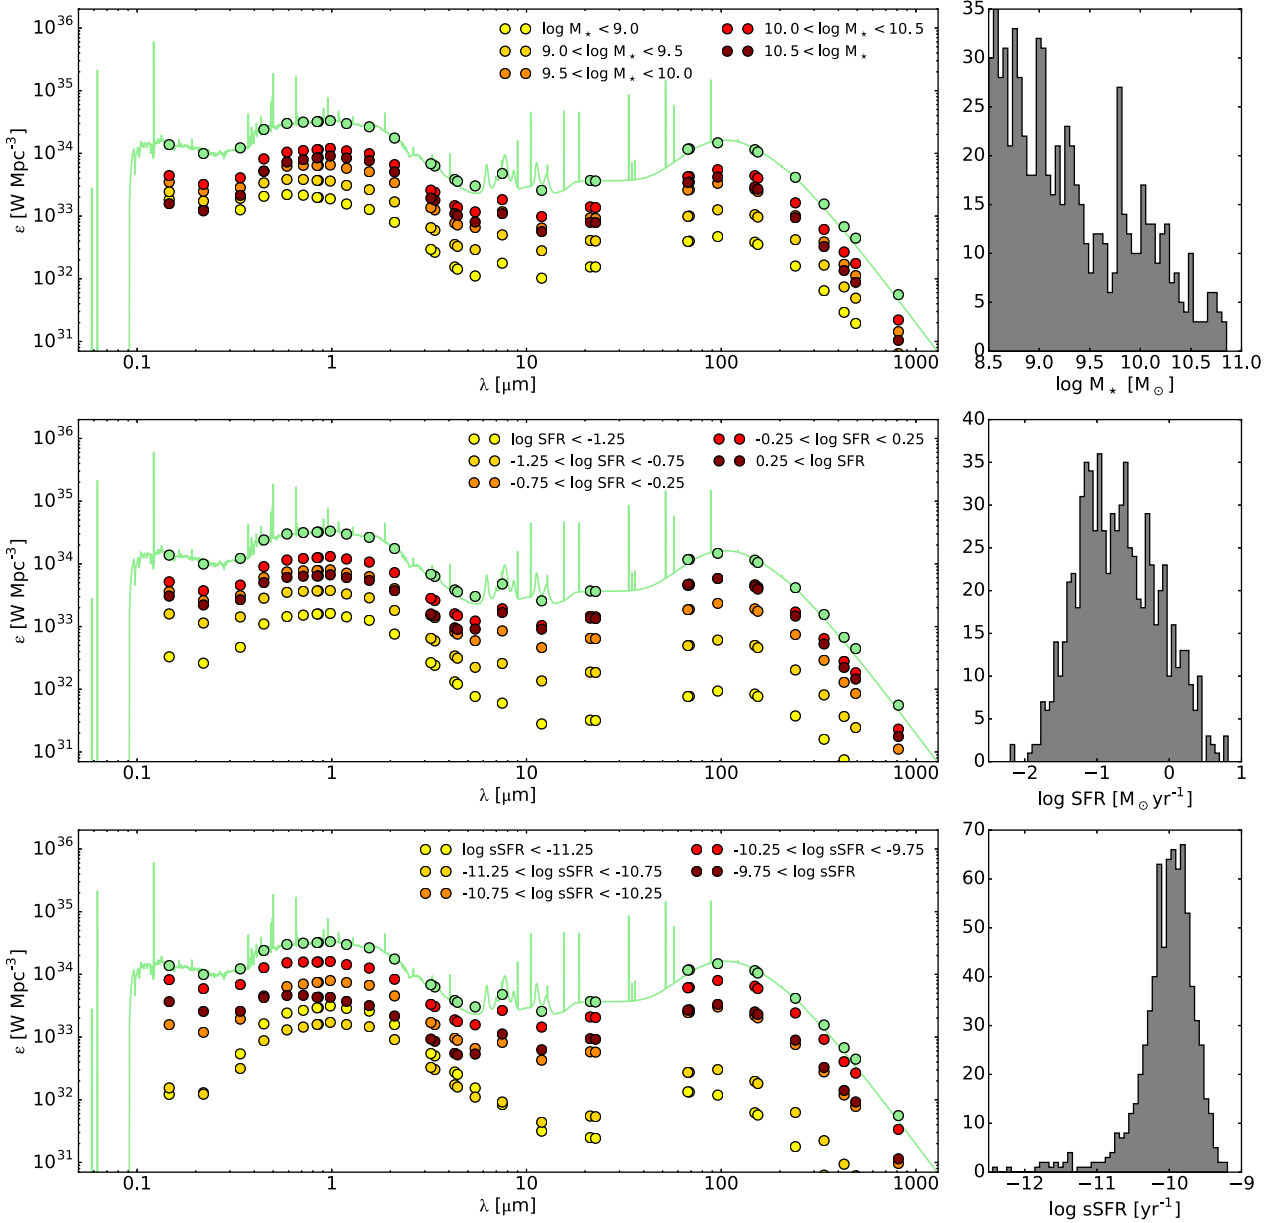 10^36
10^35
10^34
10^33
10^32
10^31
ε [W Mpc^-3]
log M⋆ < 9.0
9.0 < log M⋆ < 9.5
9.5 < log M⋆ < 10.0
10.0 < log M⋆ < 10.5
10.5 < log M⋆
0.1 1 10 100 1000
λ [μm]
35
30
25
20
15
10
5
0
8.5 9.0 9.5 10.0 10.5 11.0
log M⋆ [M⊙]
10^36
10^35
10^34
10^33
10^32
10^31
ε [W Mpc^-3]
log SFR < -1.25
-1.25 < log SFR < -0.75
-0.75 < log SFR < -0.25
-0.25 < log SFR < 0.25
0.25 < log SFR
0.1 1 10 100 1000
λ [μm]
40
35
30
25
20
15
10
5
0
−2 −1 0 1
log SFR [M⊙ yr^-1]
10^36
10^35
10^34
10^33
10^32
10^31
ε [W Mpc^-3]
log sSFR < -11.25
-11.25 < log sSFR < -10.75
-10.75 < log sSFR < -10.25
-10.25 < log sSFR < -9.75
-9.75 < log sSFR
0.1 1 10 100 1000
λ [μm]
70
60
50
40
30
20
10
0
−12 −11 −10 −9
log sSFR [yr^-1]